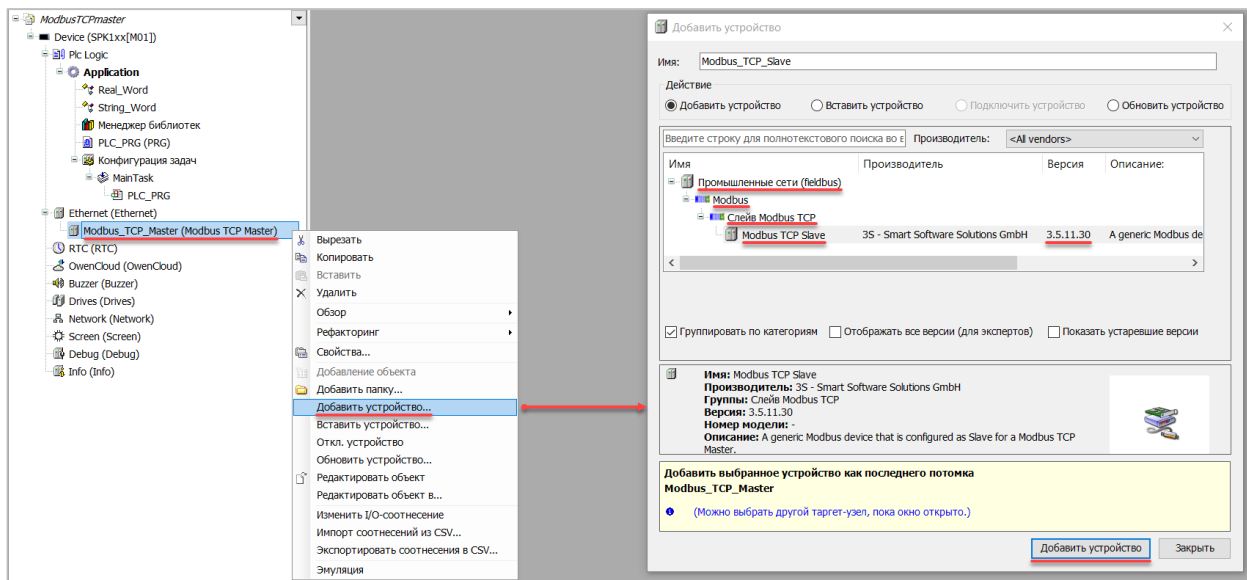 ModbusTCPmaster
Device (SPK1xx[M01])
Plc Logic
Application
Real_Word
String_Word
Менеджер библиотек
PLC_PRG (PRG)
Конфигурация задач
MainTask
PLC_PRG
Ethernet (Ethernet)
Modbus_TCP_Master (Modbus TCP Master)
RTC (RTC)
OwenCloud (OwenCloud)
Buzzer (Buzzer)
Drives (Drives)
Network (Network)
Screen (Screen)
Debug (Debug)
Info (Info)
Вырезать
Копировать
Вставить
Удалить
Обзор
Рефакторинг
Свойства...
Добавление объекта
Добавить папку...
Добавить устройство...
Вставить устройство...
Откл. устройство
Обновить устройство...
Редактировать объект
Редактировать объект в...
Изменить I/O-соотнесение
Импорт соотнесений из CSV...
Экспортировать соотнесения в CSV...
Эмуляция
Добавить устройство
Имя: Modbus_TCP_Slave
Действие
Добавить устройство Вставить устройство Подключить устройство Обновить устройство
Введите строку для полнотекстового поиска во в Производитель: <All vendors>
Имя Производитель Версия Описание:
Промышленные сети (fieldbus)
Modbus
Слейв Modbus TCP
Modbus TCP Slave 3S - Smart Software Solutions GmbH 3.5.11.30 A generic Modbus de
Группировать по категориям Отображать все версии (для экспертов) Показать устаревшие версии
Имя: Modbus TCP Slave
Производитель: 3S - Smart Software Solutions GmbH
Группы: Слейв Modbus TCP
Версия: 3.5.11.30
Номер модели: -
Описание: A generic Modbus device that is configured as Slave for a Modbus TCP
Master.
Добавить выбранное устройство как последнего потомка
Modbus_TCP_Master
(Можно выбрать другой таргет-узел, пока окно открыто.)
Добавить устройство Закрыть